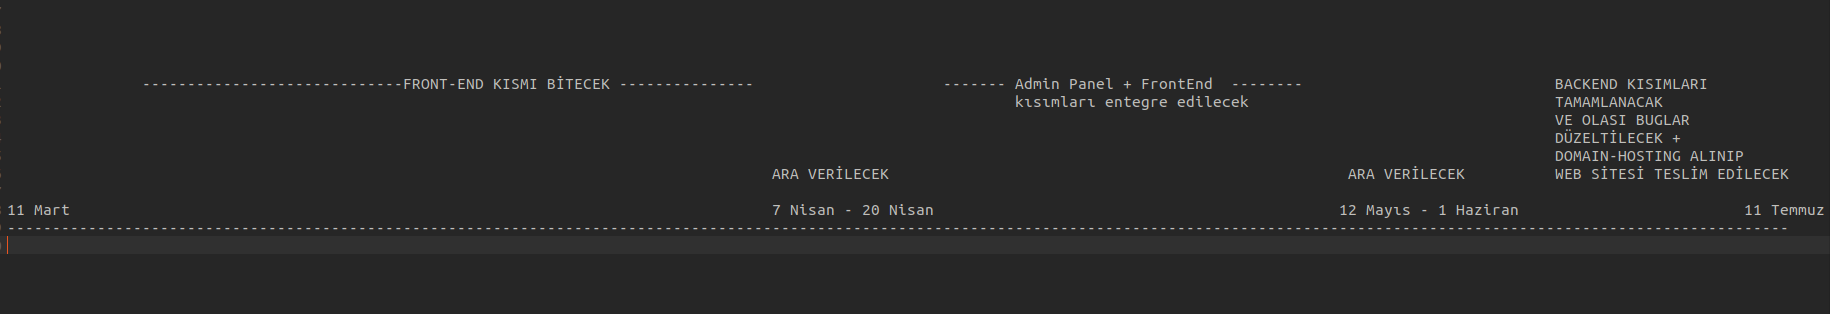 ----------------------------- FRONT-END KISMI BİTECEK --------------- ------- Admin Panel + FrontEnd -------- BACKEND KISIMLARI
kısımları entegre edilecek TAMAMLANACAK
VE OLASI BUGLAR
DÜZELTİLECEK +
DOMAIN-HOSTING ALINIP
ARA VERİLECEK ARA VERİLECEK WEB SİTESİ TESLİM EDİLECEK
11 Mart 7 Nisan - 20 Nisan 12 Mayıs - 1 Haziran 11 Temmuz